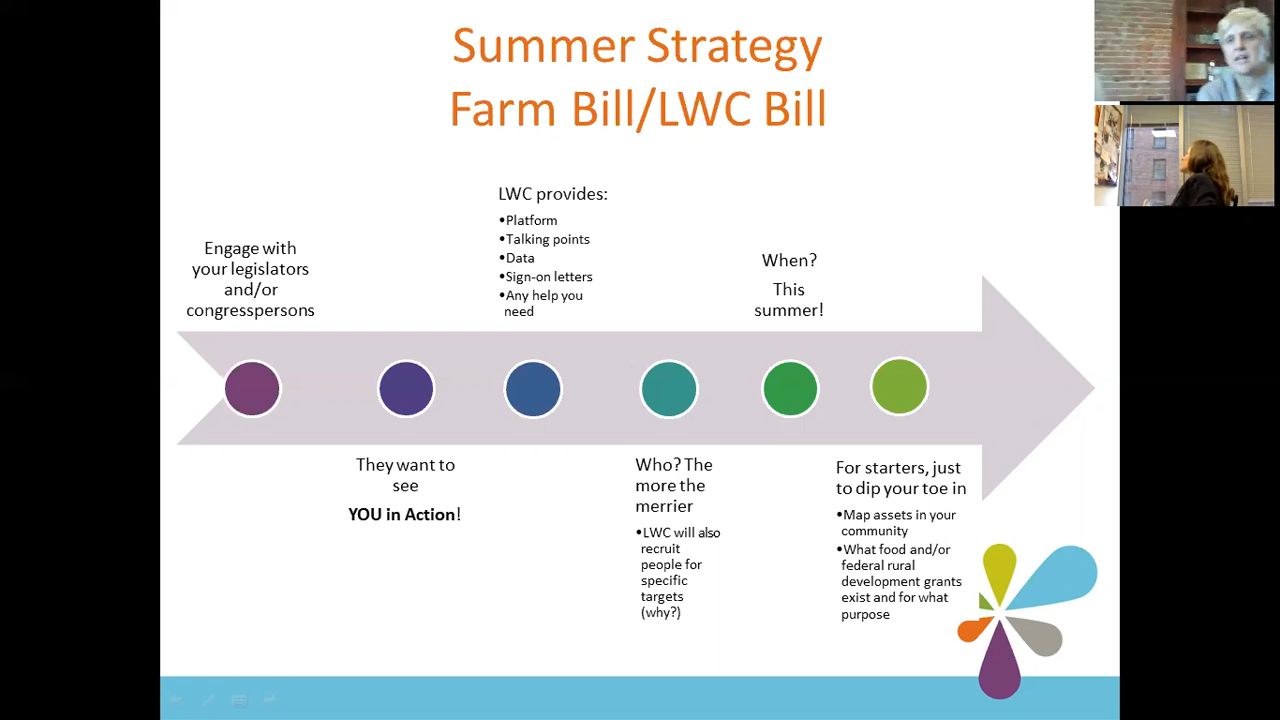 Summer Strategy
Farm Bill/LWC Bill
Engage with
your legislators
and/or
congresspersons
They want to
see
YOU in Action!
LWC provides:
•Platform
•Talking points
•Data
•Sign-on letters
•Any help you
need
Who? The
more the
merrier
•LWC will also
recruit
people for
specific
targets
(why?)
When?
This
summer!
For starters, just
to dip your toe in
•Map assets in your
community
•What food and/or
federal rural
development grants
exist and for what
purpose